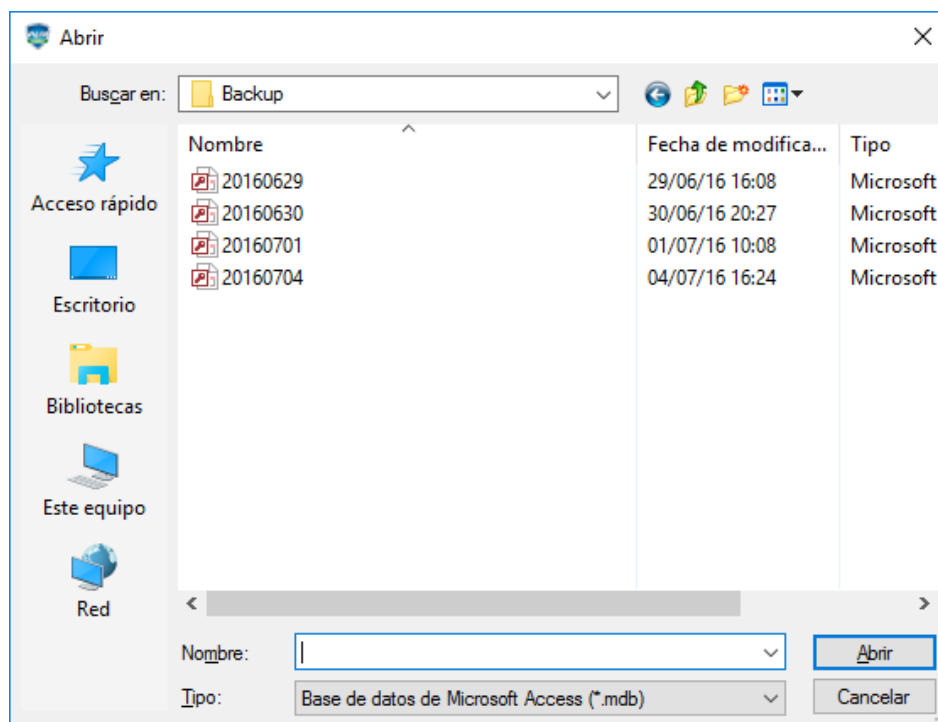 Abrir
Buscar en: Backup
Nombre Fecha de modifica... Tipo
20160629 29/06/16 16:08 Microsoft
20160630 30/06/16 20:27 Microsoft
20160701 01/07/16 10:08 Microsoft
20160704 04/07/16 16:24 Microsoft
Acceso rápido
Escritorio
Bibliotecas
Este equipo
Red
Nombre: Abrir
Tipo: Base de datos de Microsoft Access (*.mdb) Cancelar